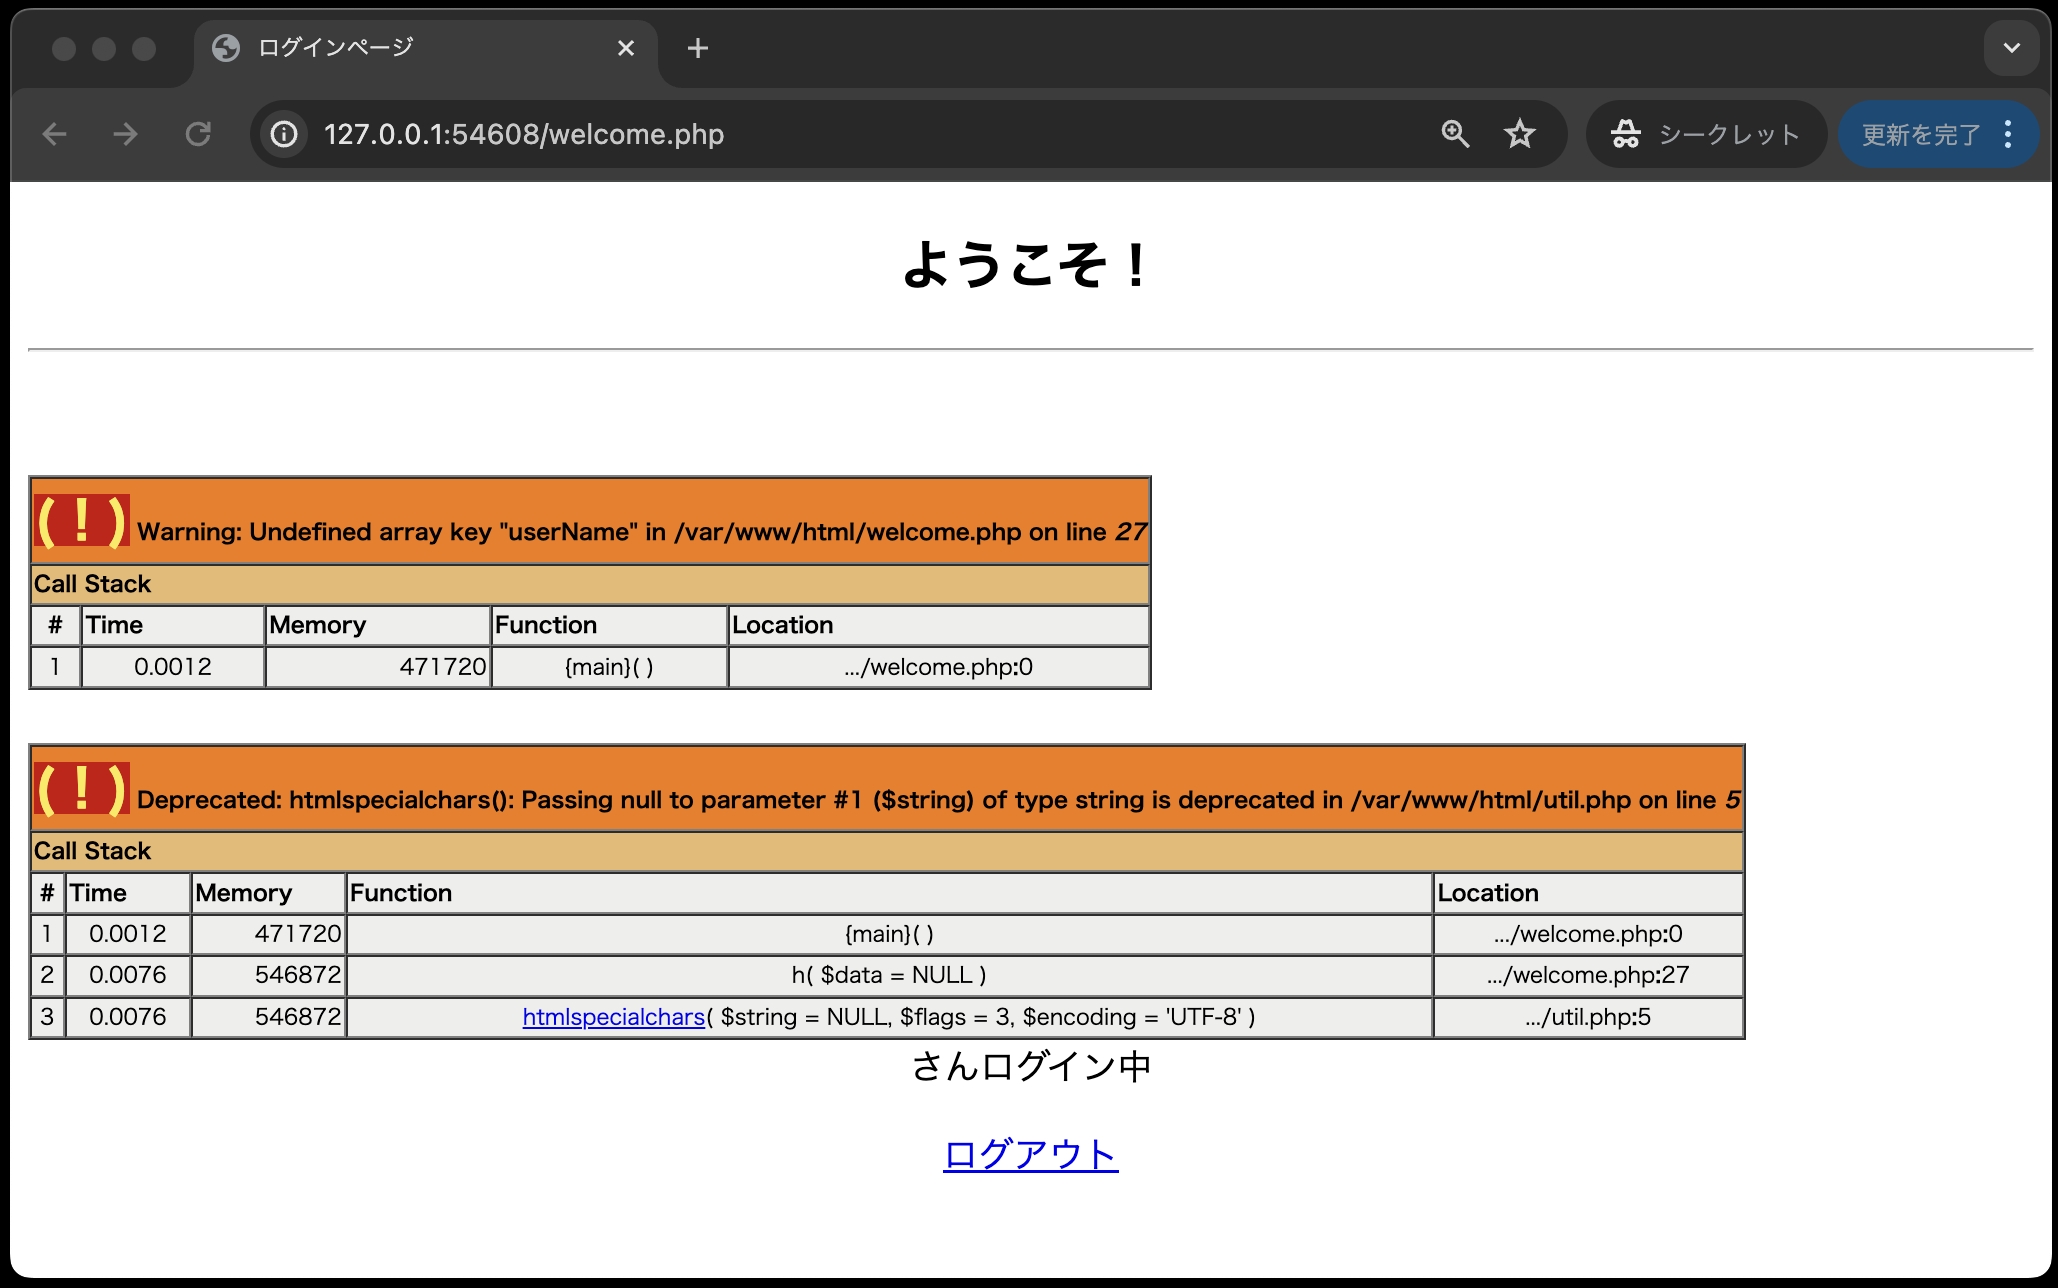 ログインページ
127.0.0.1:54608/welcome.php
シークレット
更新を完了
ようこそ！
( ! ) Warning: Undefined array key "userName" in /var/www/html/welcome.php on line 27
Call Stack
# Time Memory Function Location
1 0.0012 471720 {main}( ) .../welcome.php:0
( ! ) Deprecated: htmlspecialchars(): Passing null to parameter #1 ($string) of type string is deprecated in /var/www/html/util.php on line 5
Call Stack
# Time Memory Function Location
1 0.0012 471720 {main}( ) .../welcome.php:0
2 0.0076 546872 h( $data = NULL ) .../welcome.php:27
3 0.0076 546872 htmlspecialchars( $string = NULL, $flags = 3, $encoding = 'UTF-8' ) .../util.php:5
さんログイン中
ログアウト